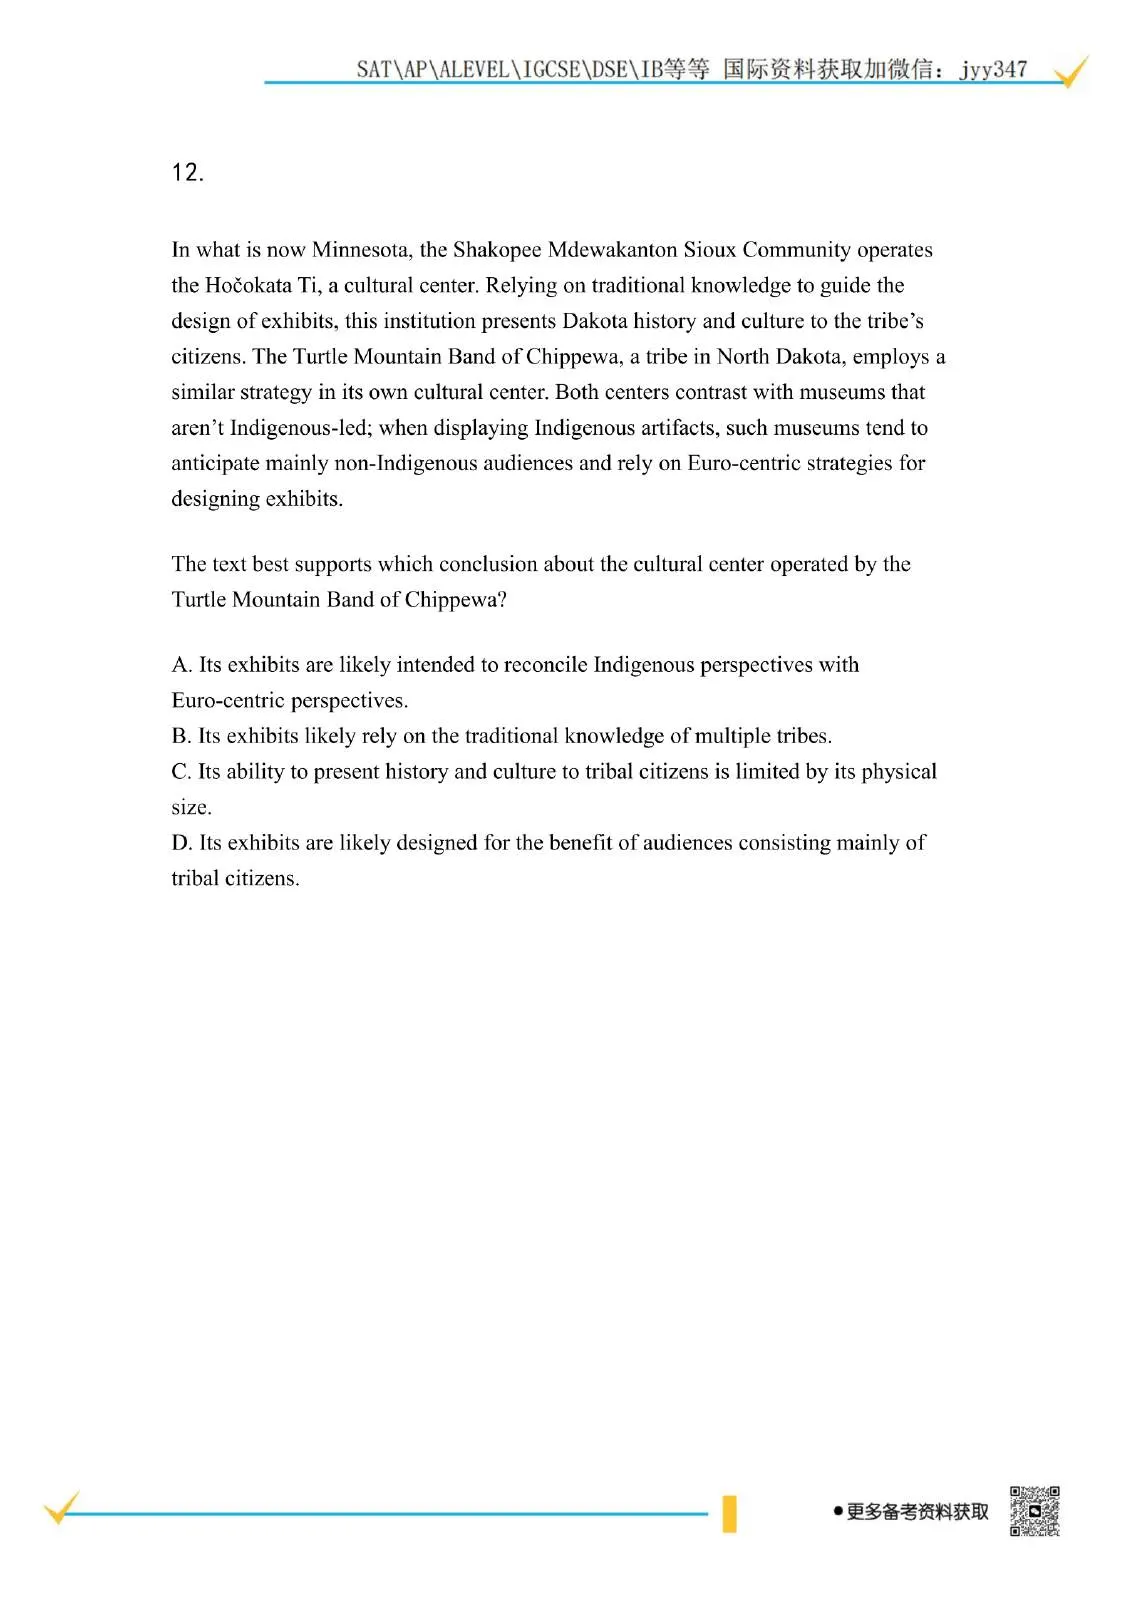 SAT\AP\ALEVEL\IGCSE\DSE\IB等等 国际资料获取加微信：jyy347
12.
In what is now Minnesota, the Shakopee Mdewakanton Sioux Community operates
the Hočokata Ti, a cultural center. Relying on traditional knowledge to guide the
design of exhibits, this institution presents Dakota history and culture to the tribe’s
citizens. The Turtle Mountain Band of Chippewa, a tribe in North Dakota, employs a
similar strategy in its own cultural center. Both centers contrast with museums that
aren’t Indigenous-led; when displaying Indigenous artifacts, such museums tend to
anticipate mainly non-Indigenous audiences and rely on Euro-centric strategies for
designing exhibits.
The text best supports which conclusion about the cultural center operated by the
Turtle Mountain Band of Chippewa?
A. Its exhibits are likely intended to reconcile Indigenous perspectives with
Euro-centric perspectives.
B. Its exhibits likely rely on the traditional knowledge of multiple tribes.
C. Its ability to present history and culture to tribal citizens is limited by its physical
size.
D. Its exhibits are likely designed for the benefit of audiences consisting mainly of
tribal citizens.
●更多备考资料获取